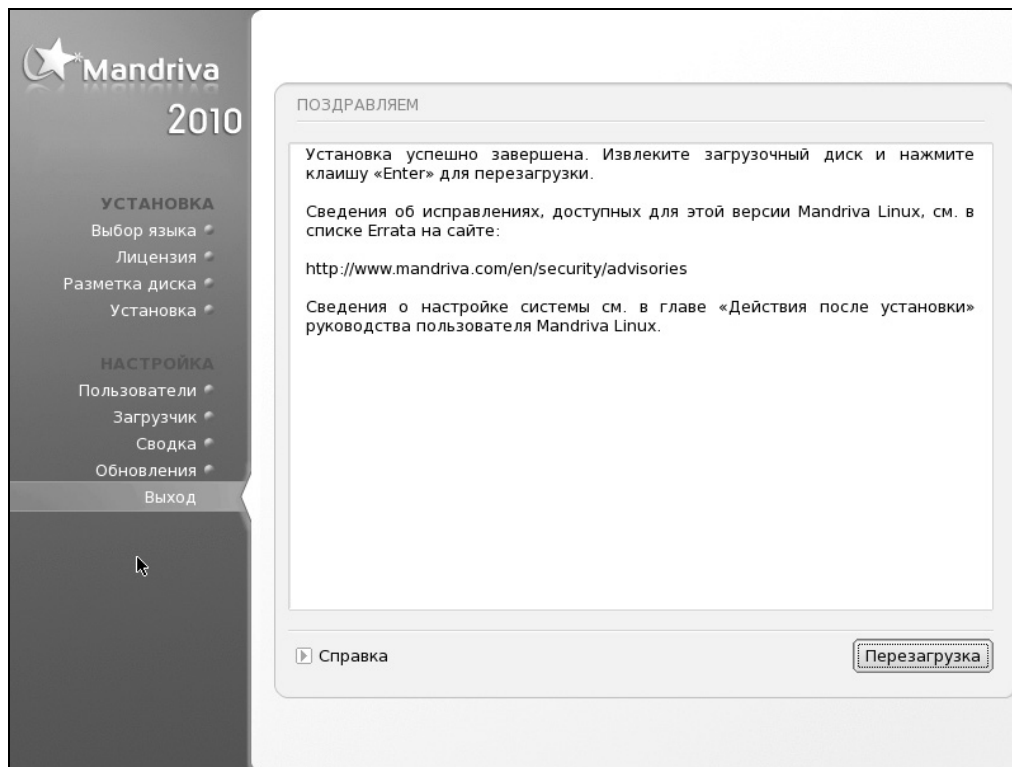 Mandriva
2010
УСТАНОВКА
Выбор языка
Лицензия
Разметка диска
Установка
НАСТРОЙКА
Пользователи
Загрузчик
Сводка
Обновления
Выход
ПОЗДРАВЛЯЕМ
Установка успешно завершена. Извлеките загрузочный диск и нажмите
клавишу «Enter» для перезагрузки.
Сведения об исправлениях, доступных для этой версии Mandriva Linux, см. в
списке Errata на сайте:
http://www.mandriva.com/en/security/advisories
Сведения о настройке системы см. в главе «Действия после установки»
руководства пользователя Mandriva Linux.
Справка
Перезагрузка